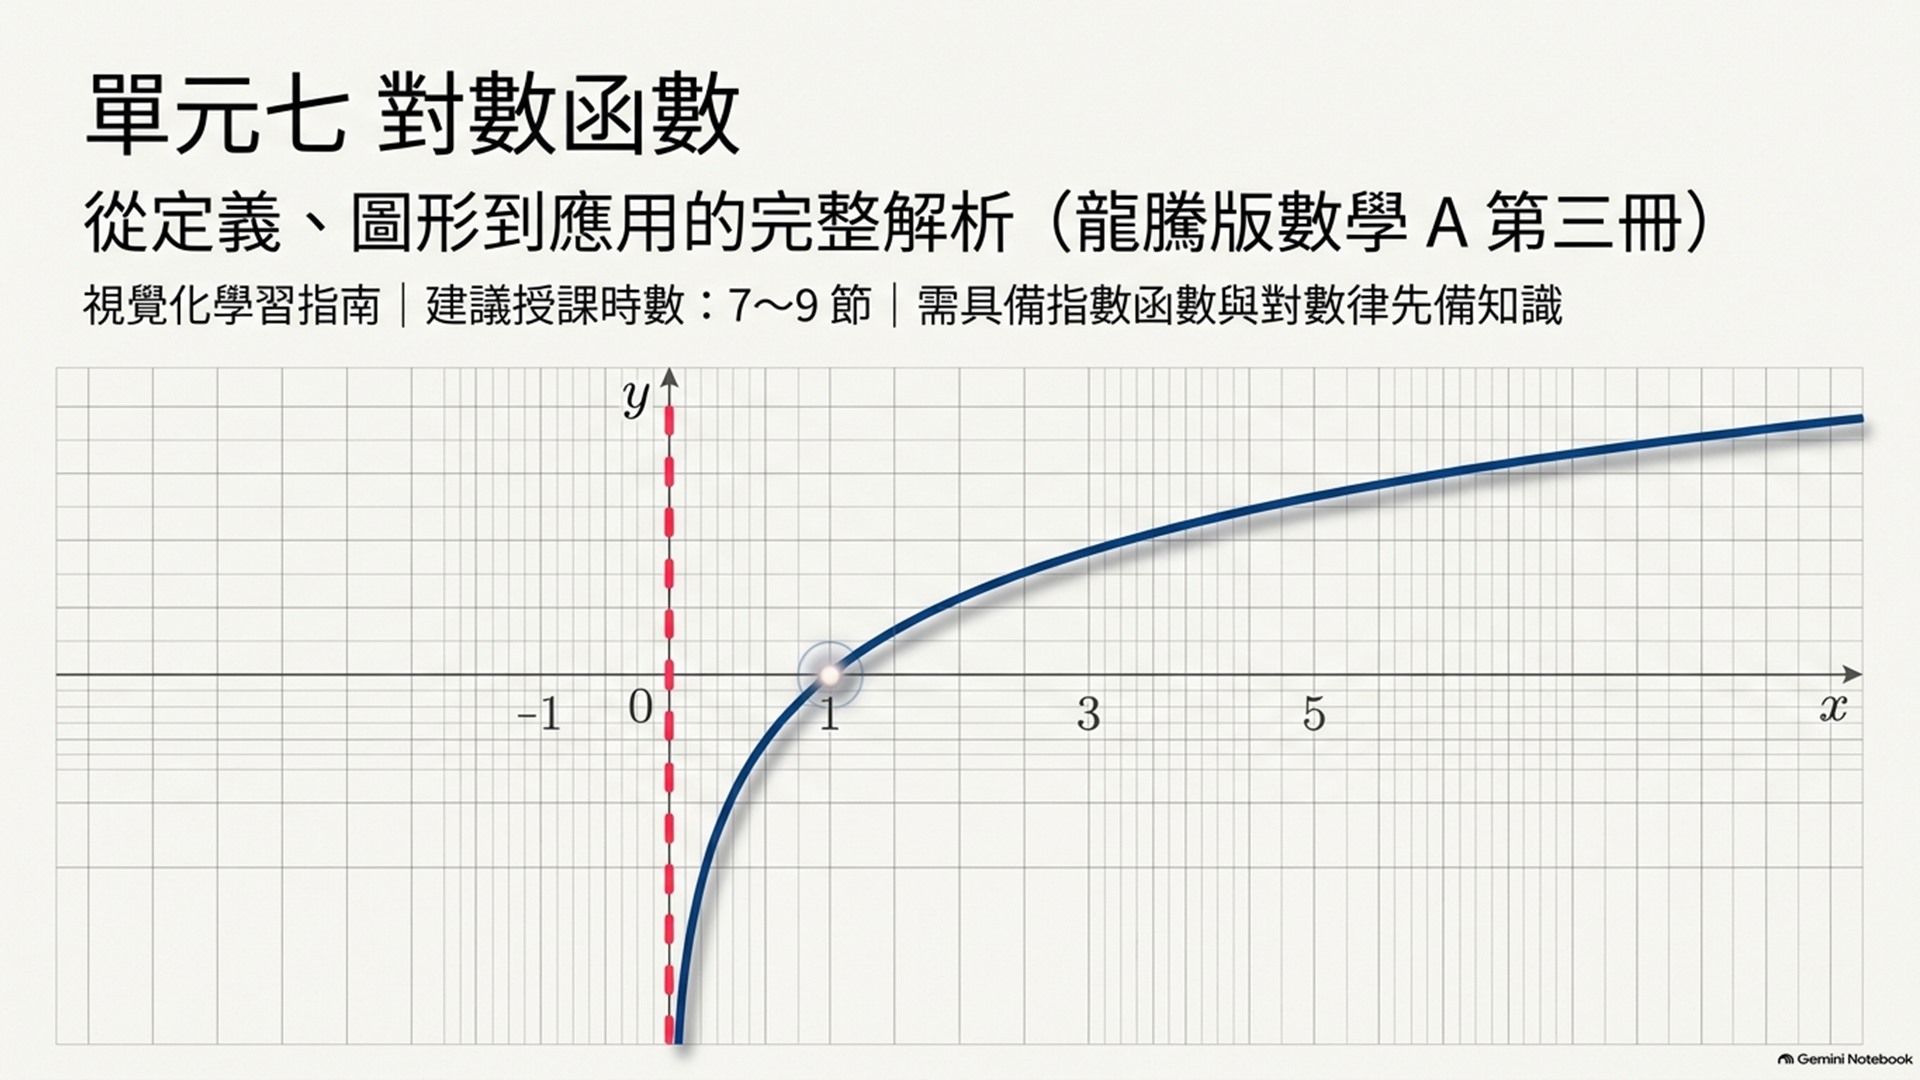 單元七 對數函數
從定義、圖形到應用的完整解析（龍騰版數學 A 第三冊）
視覺化學習指南｜建議授課時數：7～9 節｜需具備指數函數與對數律先備知識
y
-1 0 1 3 5 x
Gemini Notebook